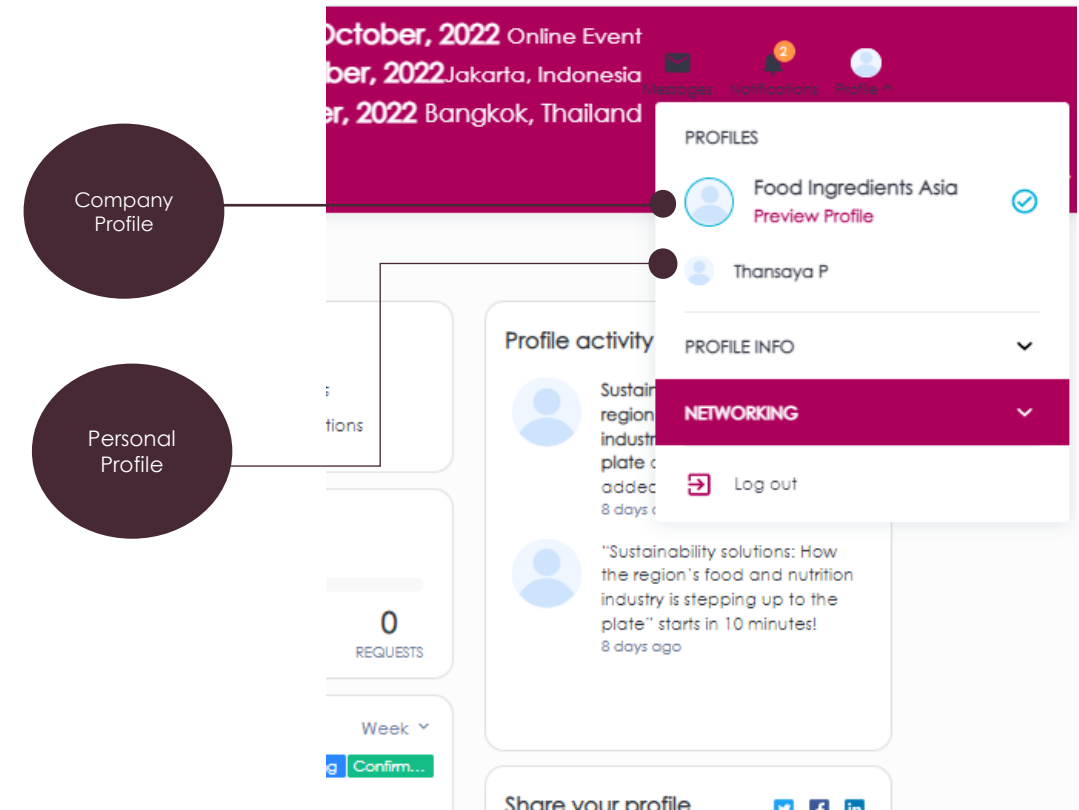 October, 2022 Online Event
ber, 2022 Jakarta, Indonesia
er, 2022 Bangkok, Thailand
Messages
Notifications
2
Profile
Company
Profile
Personal
Profile
PROFILES
Food Ingredients Asia
Preview Profile
Thansaya P
PROFILE INFO
NETWORKING
Log out
s
tions
0
REQUESTS
Week
g
Confirm...
Profile activity
Sustain
region
industr
plate
added
8 days
"Sustainability solutions: How
the region's food and nutrition
industry is stepping up to the
plate" starts in 10 minutes!
8 days ago
Share your profile